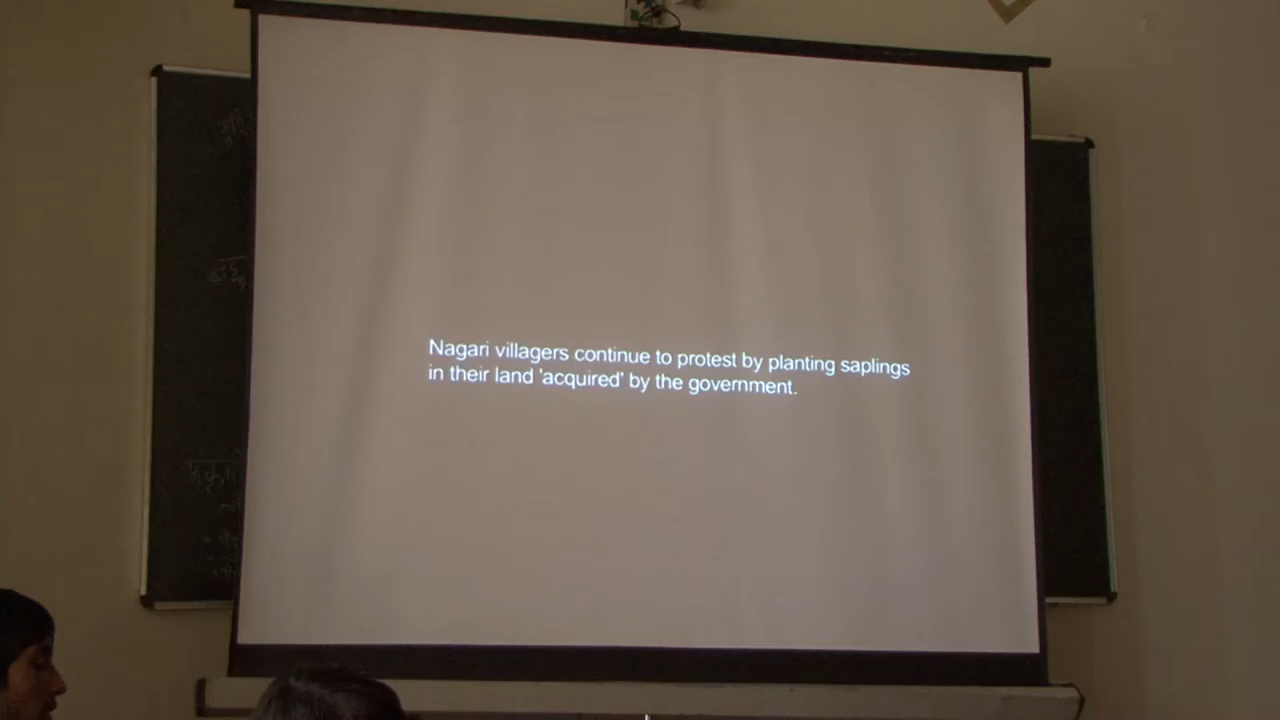 Nagari villagers continue to protest by planting saplings
in their land 'acquired' by the government.